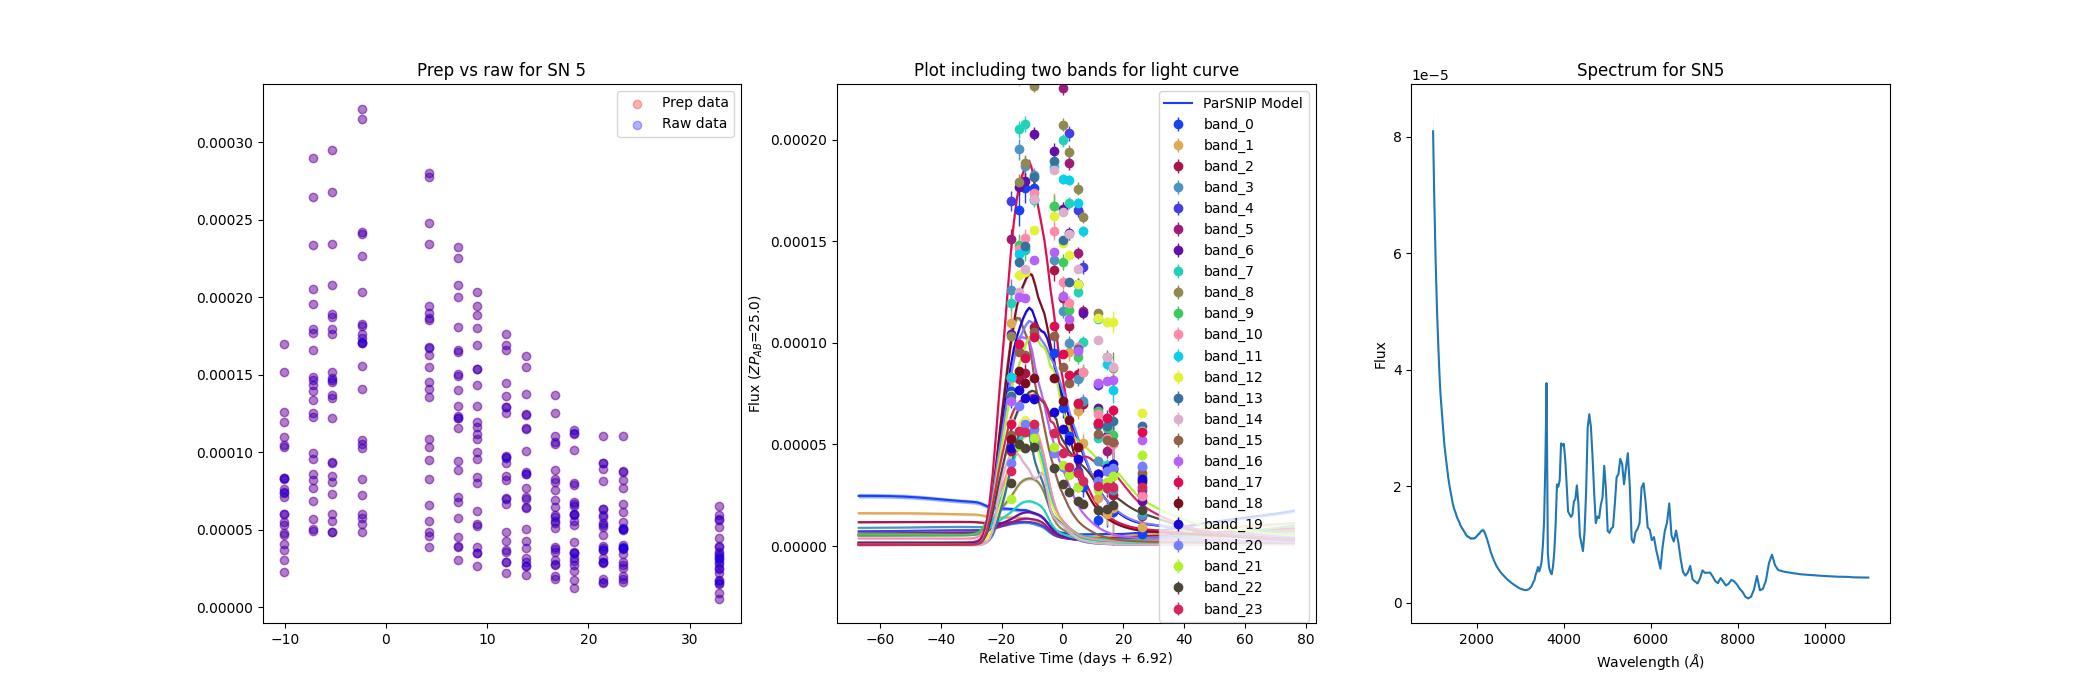 Prep vs raw for SN 5
Prep data
Raw data
0.00030
0.00025
0.00020
0.00015
0.00010
0.00005
0.00000
−10
0
10
20
30
Plot including two bands for light curve
ParSNIP Model
band_0
band_1
band_2
band_3
band_4
band_5
band_6
band_7
band_8
band_9
band_10
band_11
band_12
band_13
band_14
band_15
band_16
band_17
band_18
band_19
band_20
band_21
band_22
band_23
Flux (ZP_AB=25.0)
0.00020
0.00015
0.00010
0.00005
0.00000
−60
−40
−20
0
20
40
60
80
Relative Time (days + 6.92)
Spectrum for SN5
1e−5
Flux
8
6
4
2
0
2000
4000
6000
8000
10000
Wavelength (Å)